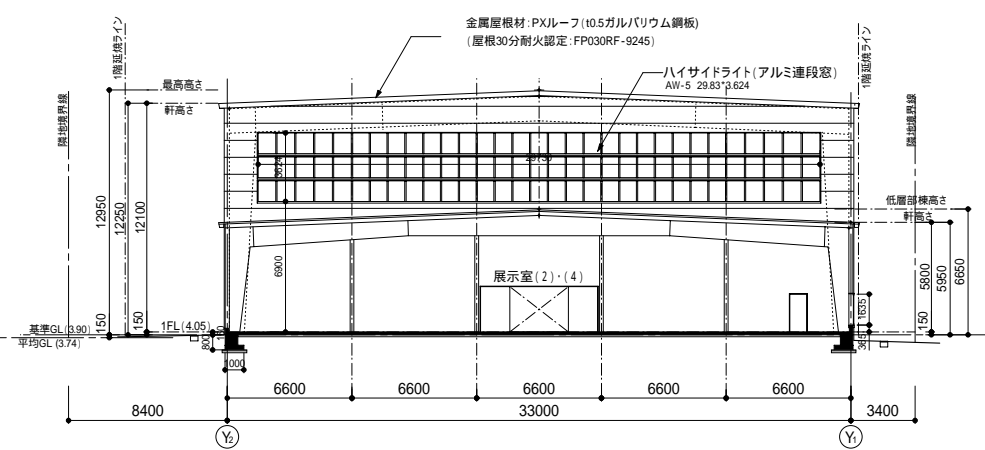 金属屋根材:PXルーフ(t0.5ガルバリウム鋼板)
(屋根30分耐火認定:FP030RF-9245)
ハイサイドライト(アルミ連段窓)
AW-5 29.83*3.624
1階延焼ライン
1階延焼ライン
最高高さ
軒高さ
隣地境界線
隣地境界線
29730
3624
低層部棟高さ
軒高さ
12950
12250
12100
6900
展示室(2)・(4)
5800
5950
6650
1635
150
150
150
365
1FL(4.05)
基準GL(3.90)
平均GL(3.74)
150
800
1000
6600
6600
6600
6600
6600
8400
33000
3400
Y2
Y1